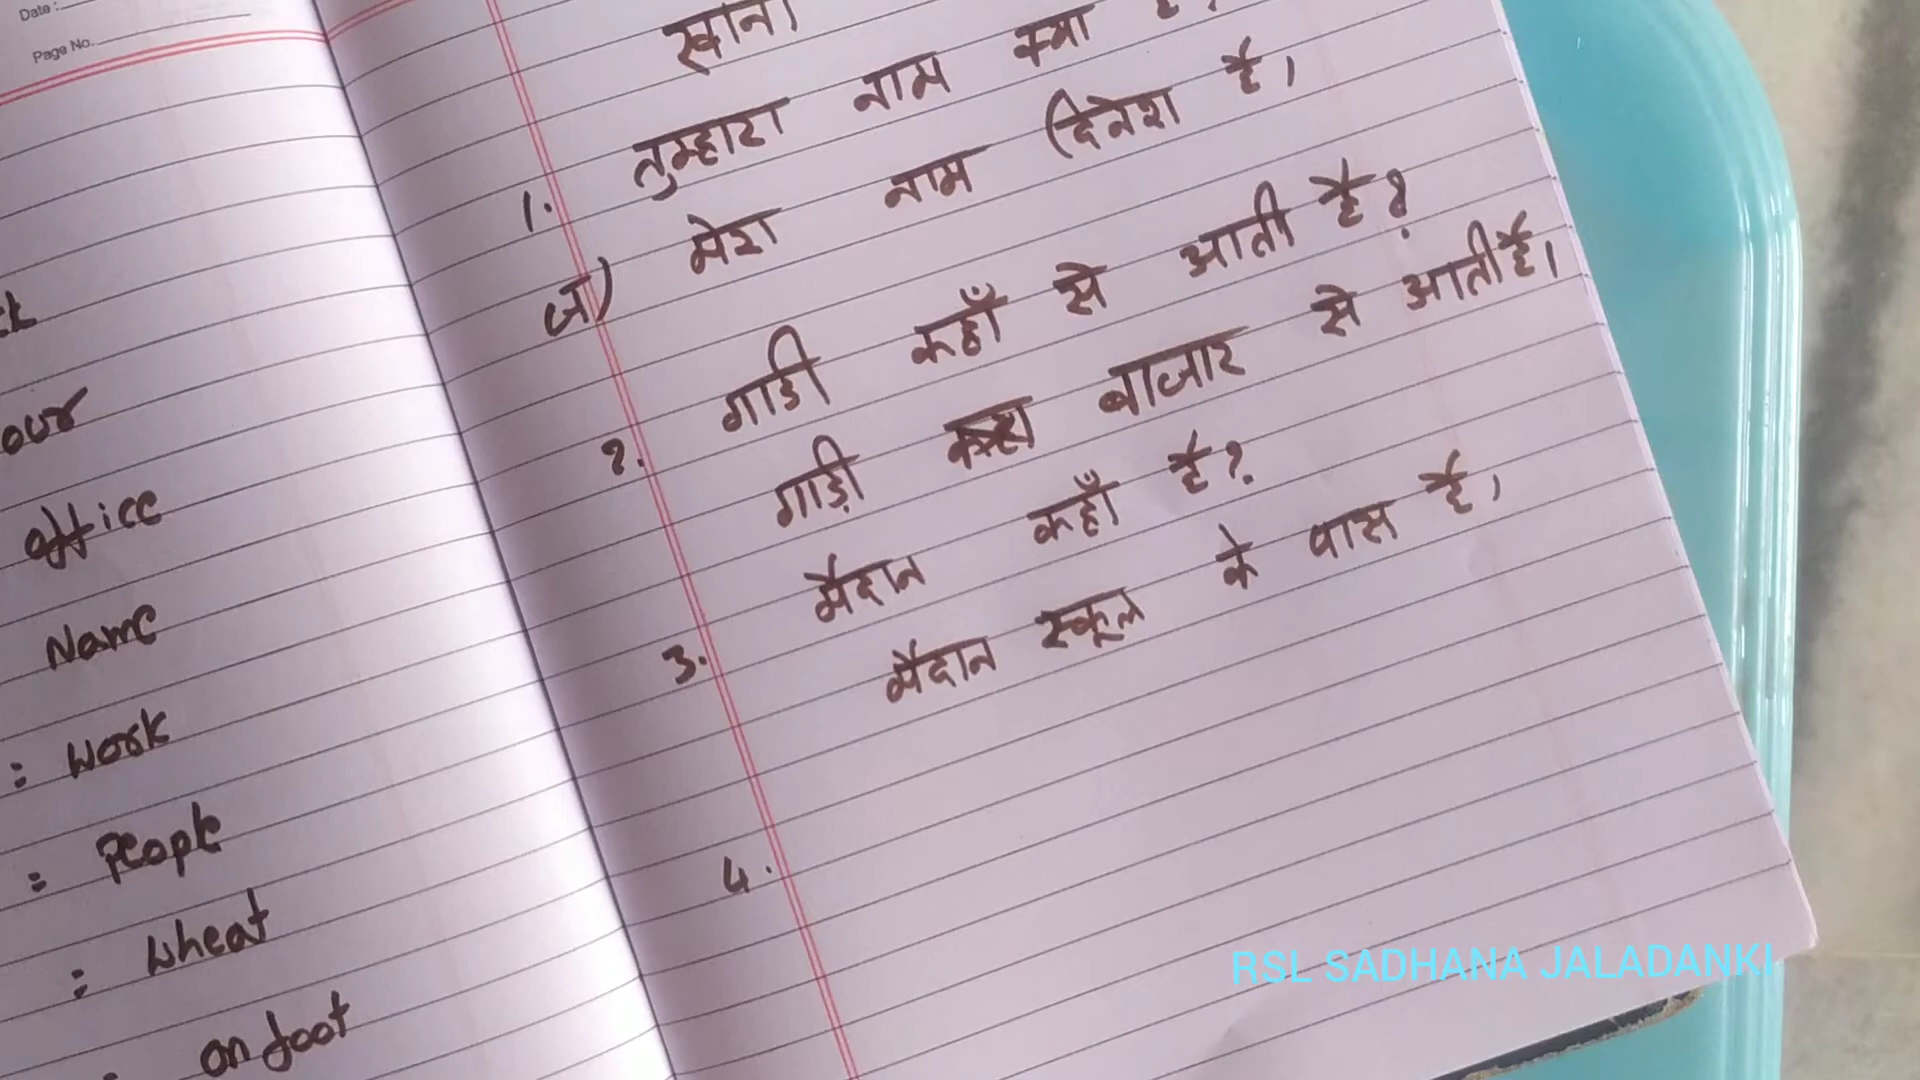 Date :
Page No.
our
office
Name
: work
: People
: wheat
: on foot
खाना
1. तुम्हारा नाम क्या है?
ज) मेरा नाम दिनेश है।
2. गाडी कहाँ से आती है?
गाड़ी बाजार से आती है।
3. मैदान कहाँ है?
मैदान स्कूल के पास है।
4.
RSL SADHANA JALADANKI